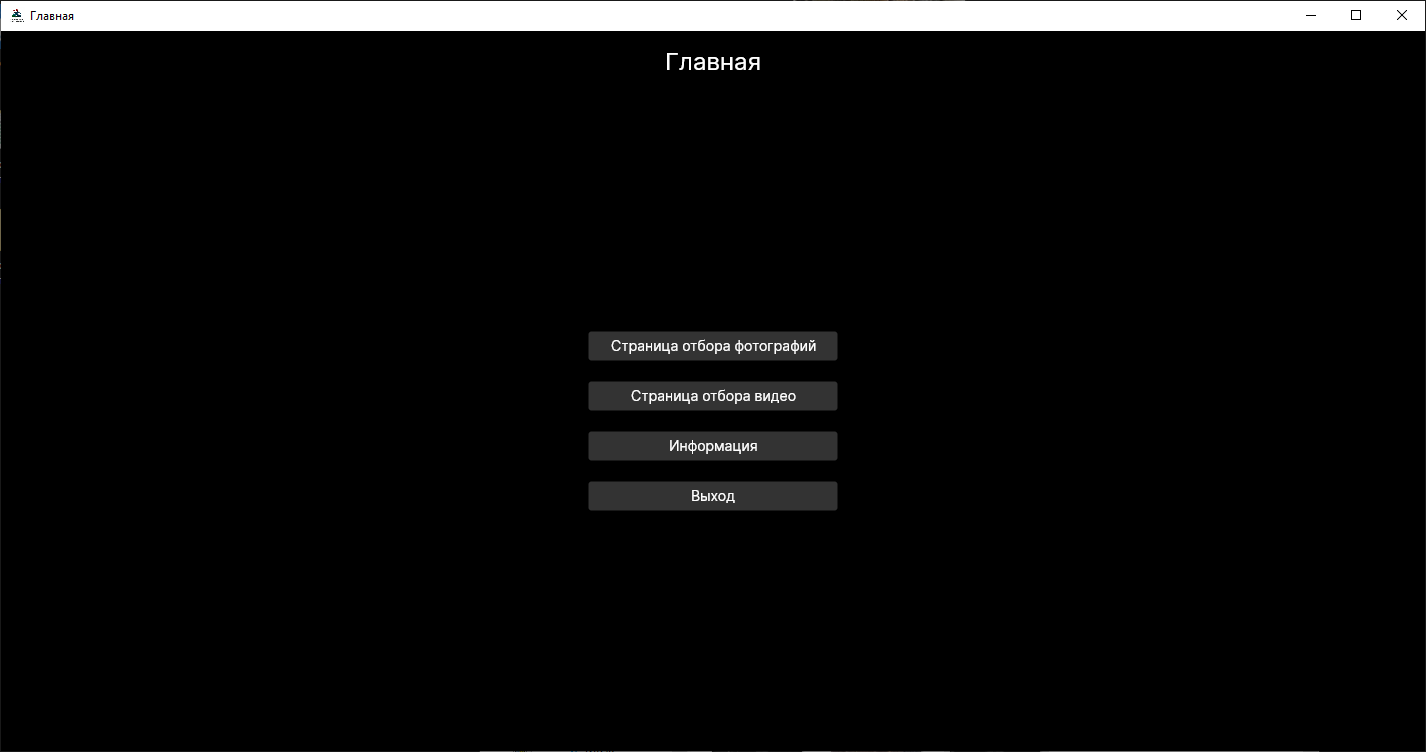 Главная
Главная
Страница отбора фотографий
Страница отбора видео
Информация
Выход